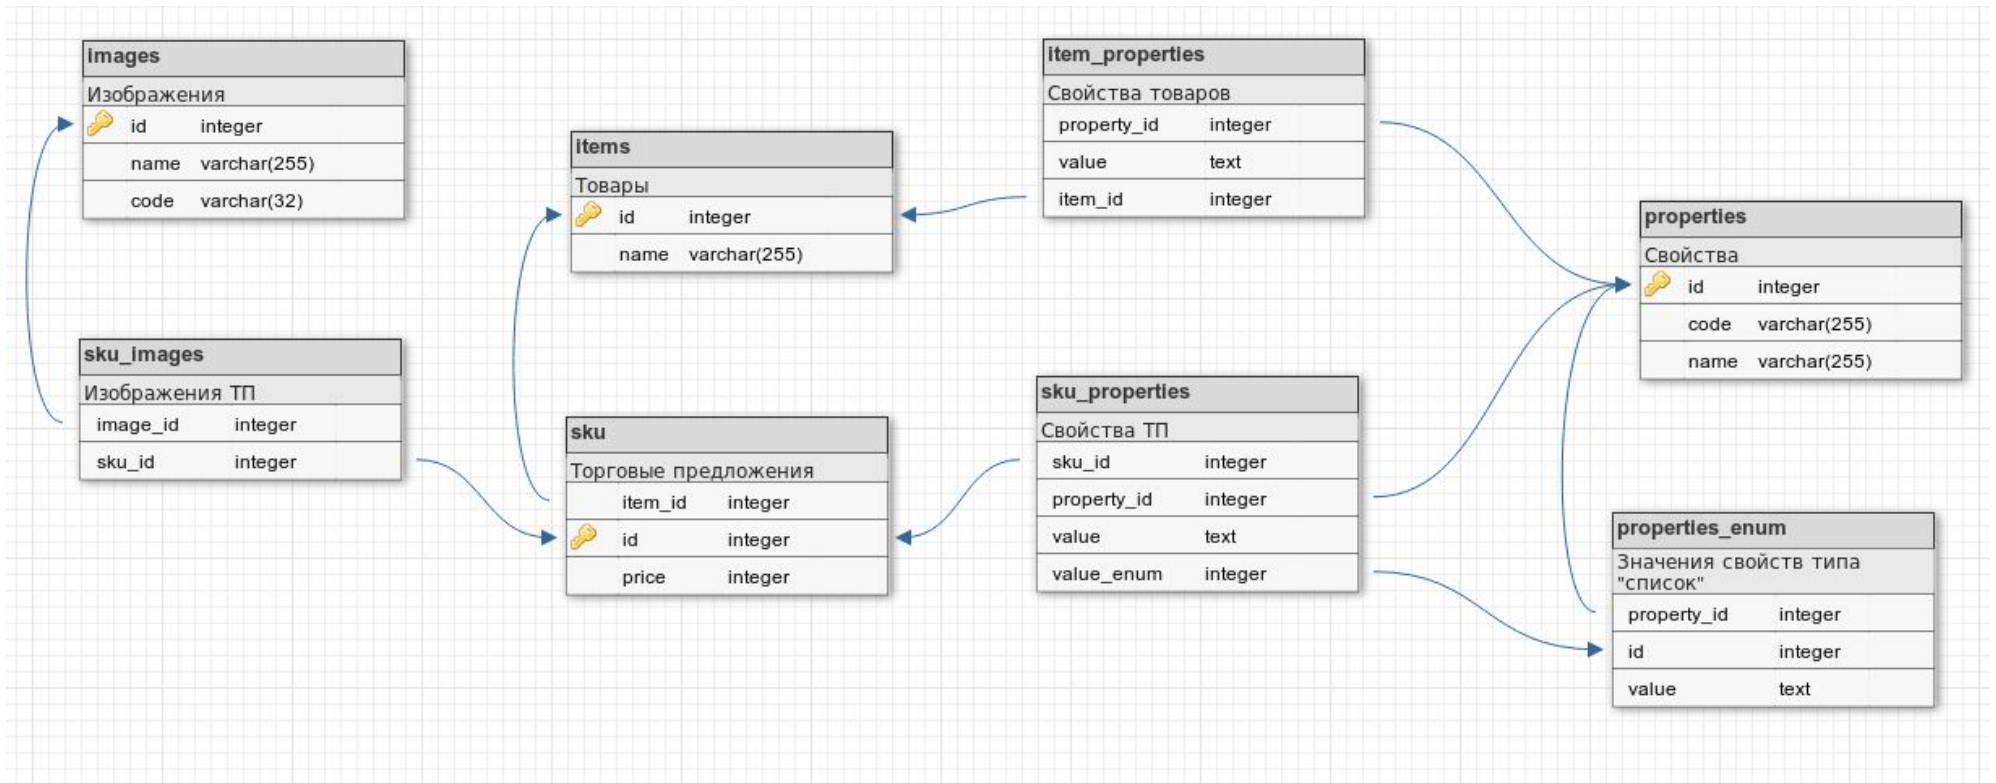 images
Изображения
id integer
name varchar(255)
code varchar(32)
items
Товары
id integer
name varchar(255)
item_properties
Свойства товаров
property_id integer
value text
item_id integer
properties
Свойства
id integer
code varchar(255)
name varchar(255)
sku_images
Изображения ТП
image_id integer
sku_id integer
sku
Торговые предложения
item_id integer
id integer
price integer
sku_properties
Свойства ТП
sku_id integer
property_id integer
value text
value_enum integer
properties_enum
Значения свойств типа
"список"
property_id integer
id integer
value text